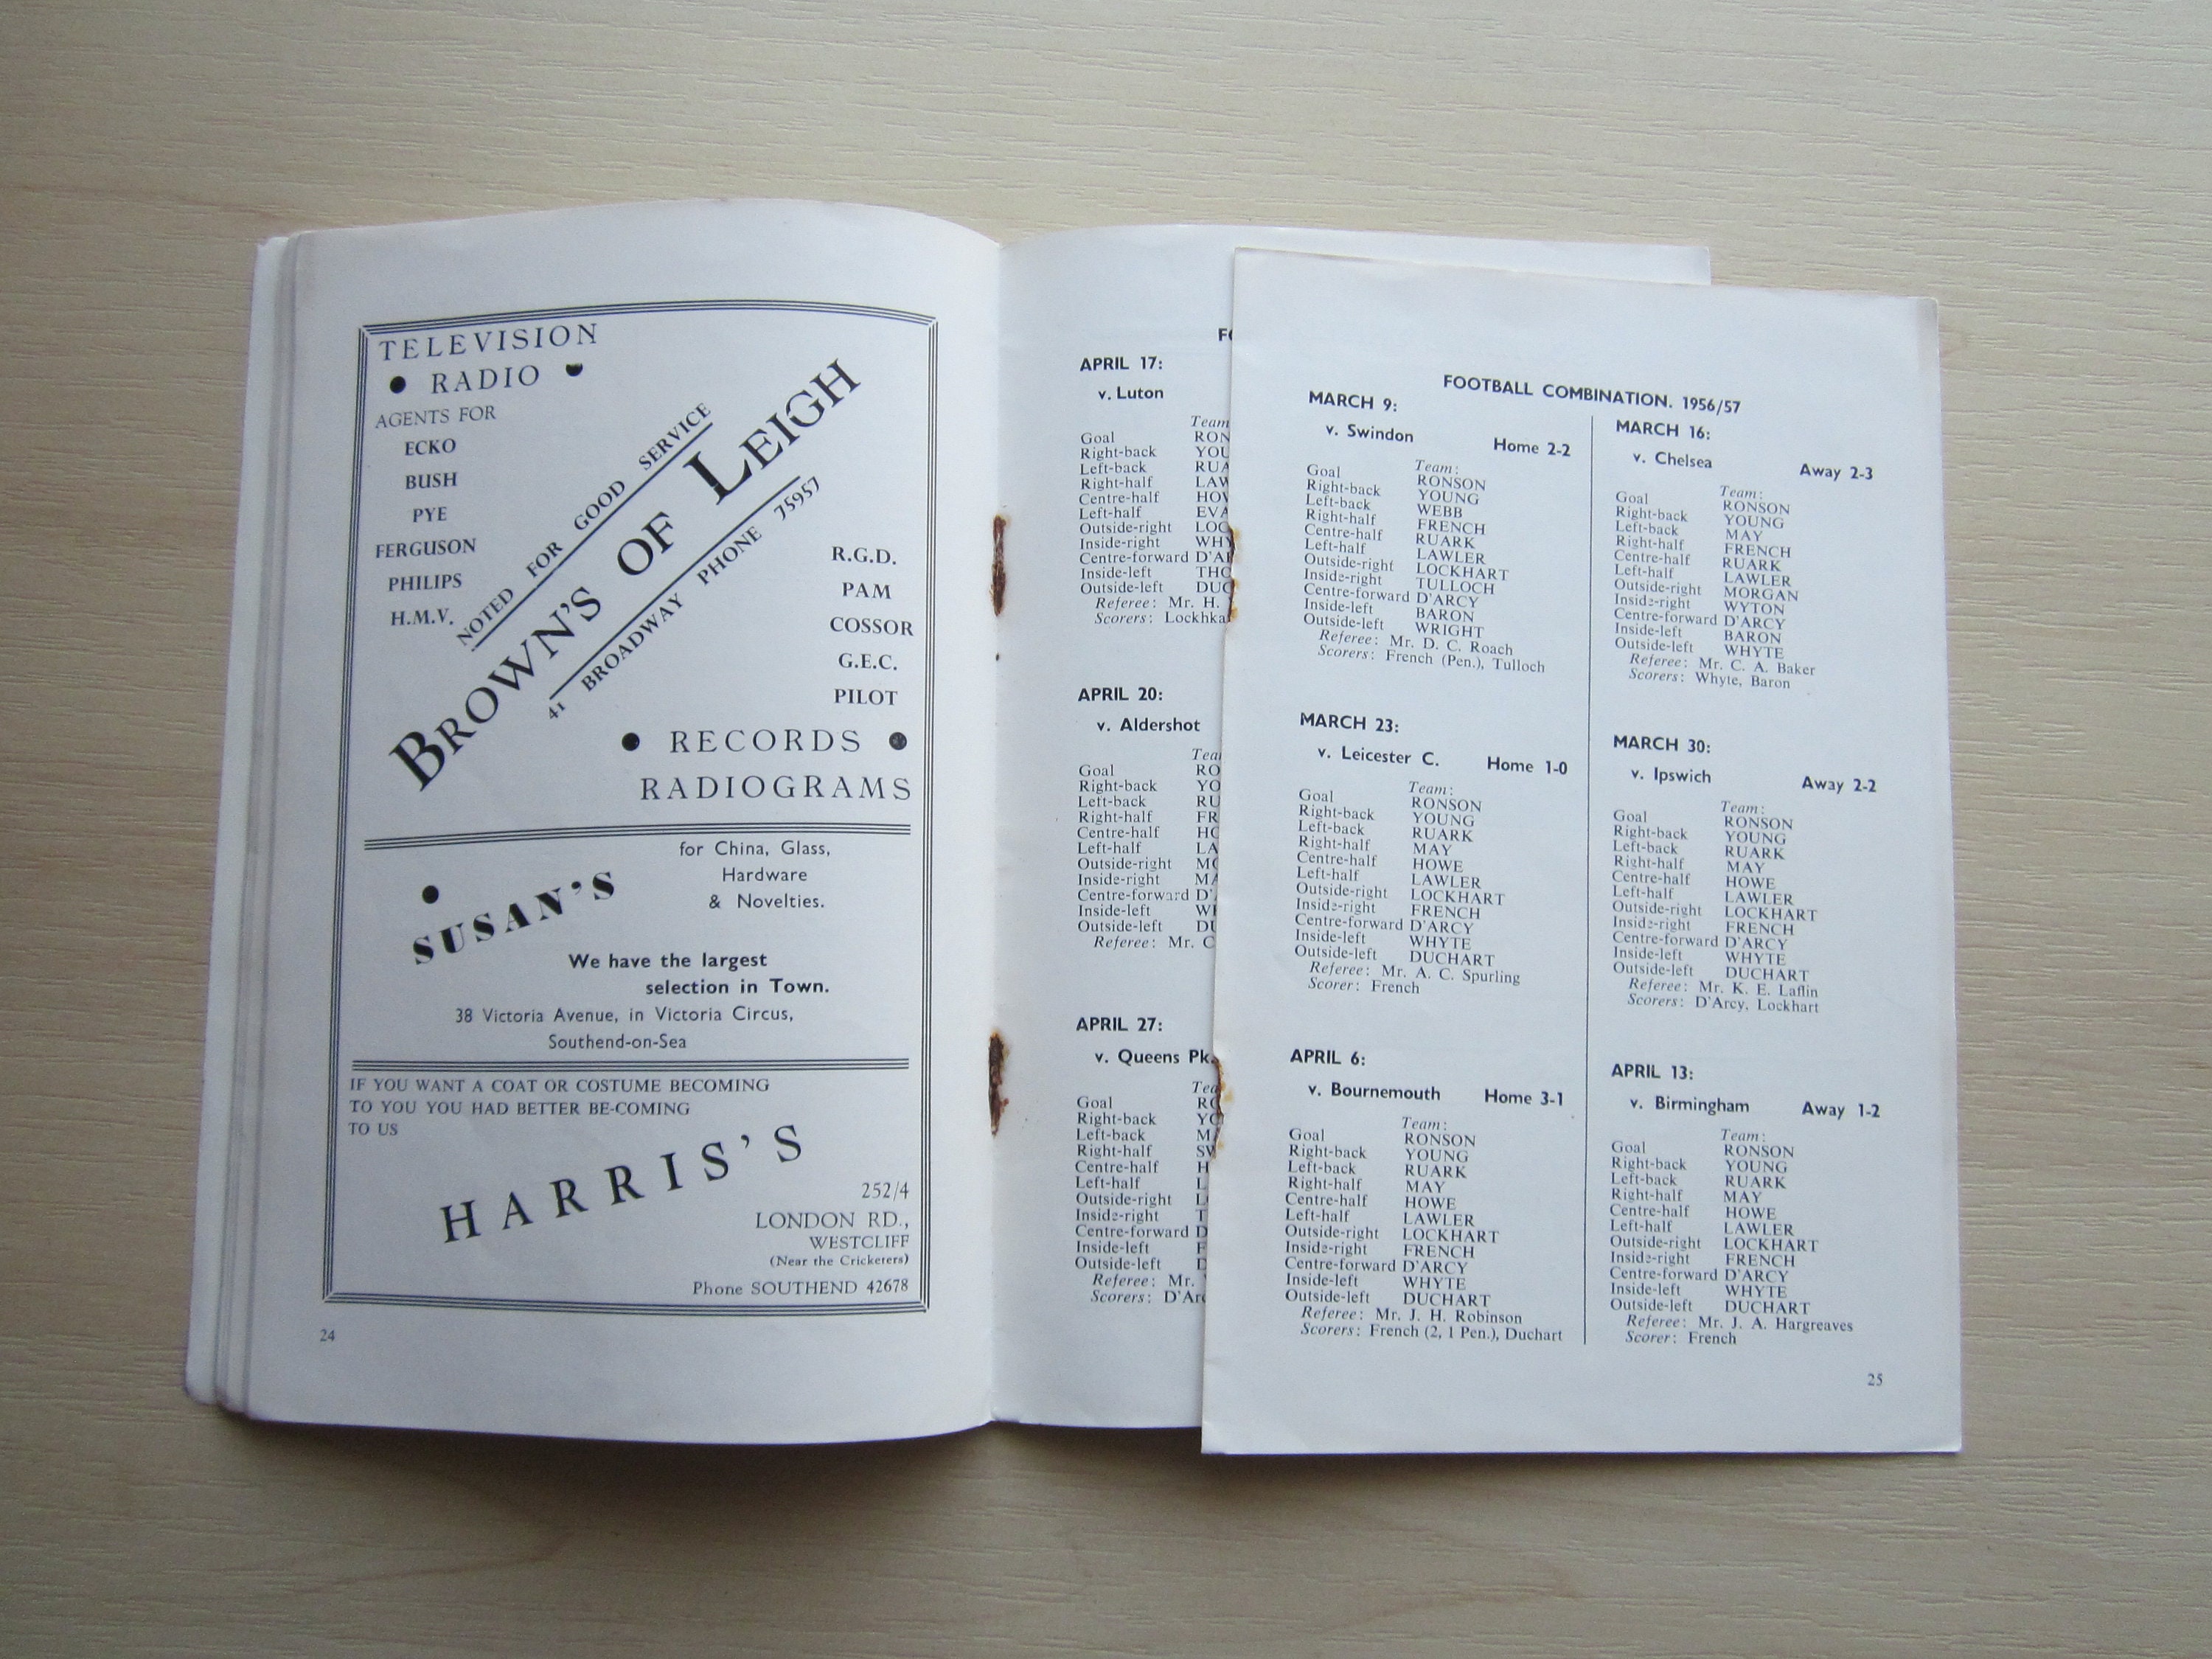 TELEVISION
● RADIO ●
AGENTS FOR
ECKO
BUSH
PYE
FERGUSON
PHILIPS
H.M.V.
NOTED FOR GOOD SERVICE
BROWN'S OF LEIGH
41 BROADWAY PHONE 75957
R.G.D.
PAM
COSSOR
G.E.C.
PILOT
● RECORDS ●
RADIOGRAMS
SUSAN'S
for China, Glass,
Hardware
& Novelties.
We have the largest
selection in Town.
38 Victoria Avenue, in Victoria Circus,
Southend-on-Sea
IF YOU WANT A COAT OR COSTUME BECOMING
TO YOU YOU HAD BETTER BE-COMING
TO US
HARRIS'S
252/4
LONDON RD.,
WESTCLIFF
(Near the Cricketers)
Phone SOUTHEND 42678
24
APRIL 17:
v. Luton
Team
Goal
Right-back
Left-back
Right-half
Centre-half
Left-half
Outside-right
Inside-right
Centre-forward
Inside-left
Outside-left
Referee: Mr. H.
Scorers:
APRIL 20:
v. Aldershot
Goal
Right-back
Left-back
Right-half
Centre-half
Left-half
Outside-right
Inside-right
Centre-forward
Inside-left
Outside-left
Referee: Mr. C
APRIL 27:
v. Queens Pk.
Goal
Right-back
Left-back
Right-half
Centre-half
Left-half
Outside-right
Inside-right
Centre-forward
Inside-left
Outside-left
Referee: Mr.
Scorers:
FOOTBALL COMBINATION. 1956/57
MARCH 9:
v. Swindon Home 2-2
Team:
Goal RONSON
Right-back YOUNG
Left-back WEBB
Right-half FRENCH
Centre-half RUARK
Left-half LAWLER
Outside-right LOCKHART
Inside-right TULLOCH
Centre-forward D'ARCY
Inside-left BARON
Outside-left WRIGHT
Referee: Mr. D. C. Roach
Scorers: French (Pen.), Tulloch
MARCH 23:
v. Leicester C. Home 1-0
Team:
Goal RONSON
Right-back YOUNG
Left-back RUARK
Right-half MAY
Centre-half HOWE
Left-half LAWLER
Outside-right LOCKHART
Inside-right FRENCH
Centre-forward D'ARCY
Inside-left WHYTE
Outside-left DUCHART
Referee: Mr. A. C. Spurling
Scorer: French
APRIL 6:
v. Bournemouth Home 3-1
Team:
Goal RONSON
Right-back YOUNG
Left-back RUARK
Right-half MAY
Centre-half HOWE
Left-half LAWLER
Outside-right LOCKHART
Inside-right FRENCH
Centre-forward D'ARCY
Inside-left WHYTE
Outside-left DUCHART
Referee: Mr. J. H. Robinson
Scorers: French (2, 1 Pen.), Duchart
MARCH 16:
v. Chelsea Away 2-3
Team:
Goal RONSON
Right-back YOUNG
Left-back MAY
Right-half FRENCH
Centre-half RUARK
Left-half LAWLER
Outside-right MORGAN
Inside-right WYTON
Centre-forward D'ARCY
Inside-left BARON
Outside-left WHYTE
Referee: Mr. C. A. Baker
Scorers: Whyte, Baron
MARCH 30:
v. Ipswich Away 2-2
Team:
Goal RONSON
Right-back YOUNG
Left-back RUARK
Right-half MAY
Centre-half HOWE
Left-half LAWLER
Outside-right LOCKHART
Inside-right FRENCH
Centre-forward D'ARCY
Inside-left WHYTE
Outside-left DUCHART
Referee: Mr. K. E. Laflin
Scorers: D'Arcy, Lockhart
APRIL 13:
v. Birmingham Away 1-2
Team:
Goal RONSON
Right-back YOUNG
Left-back RUARK
Right-half MAY
Centre-half HOWE
Left-half LAWLER
Outside-right LOCKHART
Inside-right FRENCH
Centre-forward D'ARCY
Inside-left WHYTE
Outside-left DUCHART
Referee: Mr. J. A. Hargreaves
Scorer: French
25